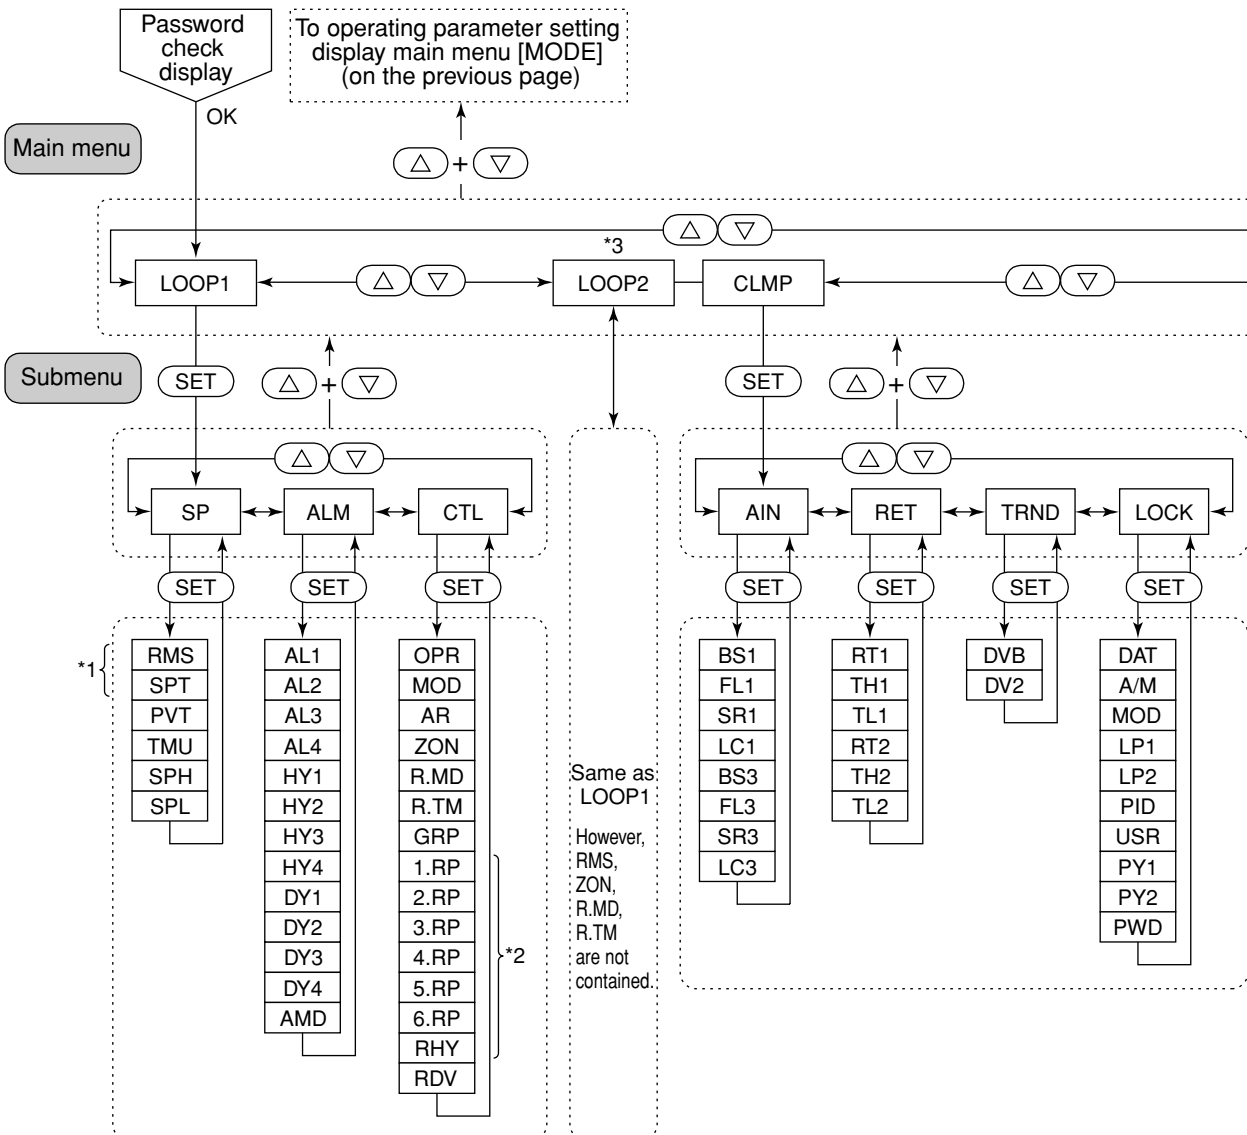 Password
check
display
To operating parameter setting
display main menu [MODE]
(on the previous page)
OK
Main menu
+
*3
LOOP1
LOOP2
CLMP
Submenu
SET
+
SET
+
SP
ALM
CTL
AIN
RET
TRND
LOCK
SET
SET
SET
SET
SET
SET
SET
*1
RMS
SPT
PVT
TMU
SPH
SPL
AL1
AL2
AL3
AL4
HY1
HY2
HY3
HY4
DY1
DY2
DY3
DY4
AMD
OPR
MOD
AR
ZON
R.MD
R.TM
GRP
1.RP
2.RP
3.RP
4.RP
5.RP
6.RP
RHY
RDV
*2
Same as
LOOP1
However,
RMS,
ZON,
R.MD,
R.TM
are not
contained.
BS1
FL1
SR1
LC1
BS3
FL3
SR3
LC3
RT1
TH1
TL1
RT2
TH2
TL2
DVB
DV2
DAT
A/M
MOD
LP1
LP2
PID
USR
PY1
PY2
PWD